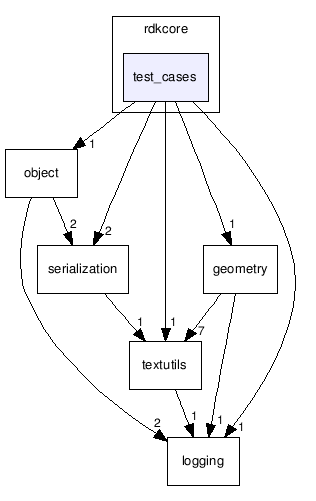 rdkcore
test_cases
1
object
2
2
1
serialization
geometry
1
1
7
textutils
2
1
1
1
logging